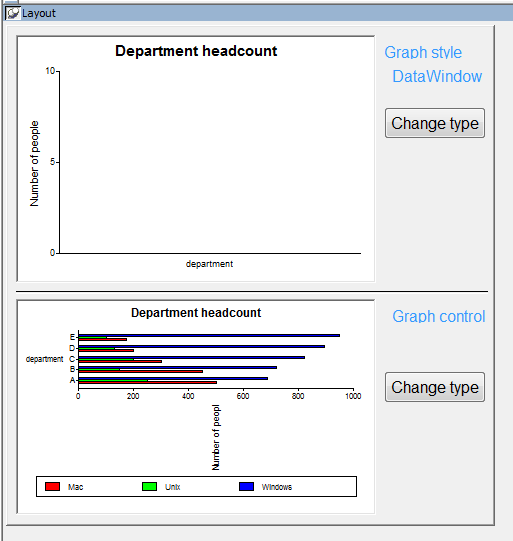 Layout
Department headcount
Graph style
DataWindow
Change type
Number of people
10
5
0
department
Department headcount
Graph control
Change type
E
D
department
C
B
A
0
200
400
600
800
1000
Number of peopl
Mac
Unix
Windows